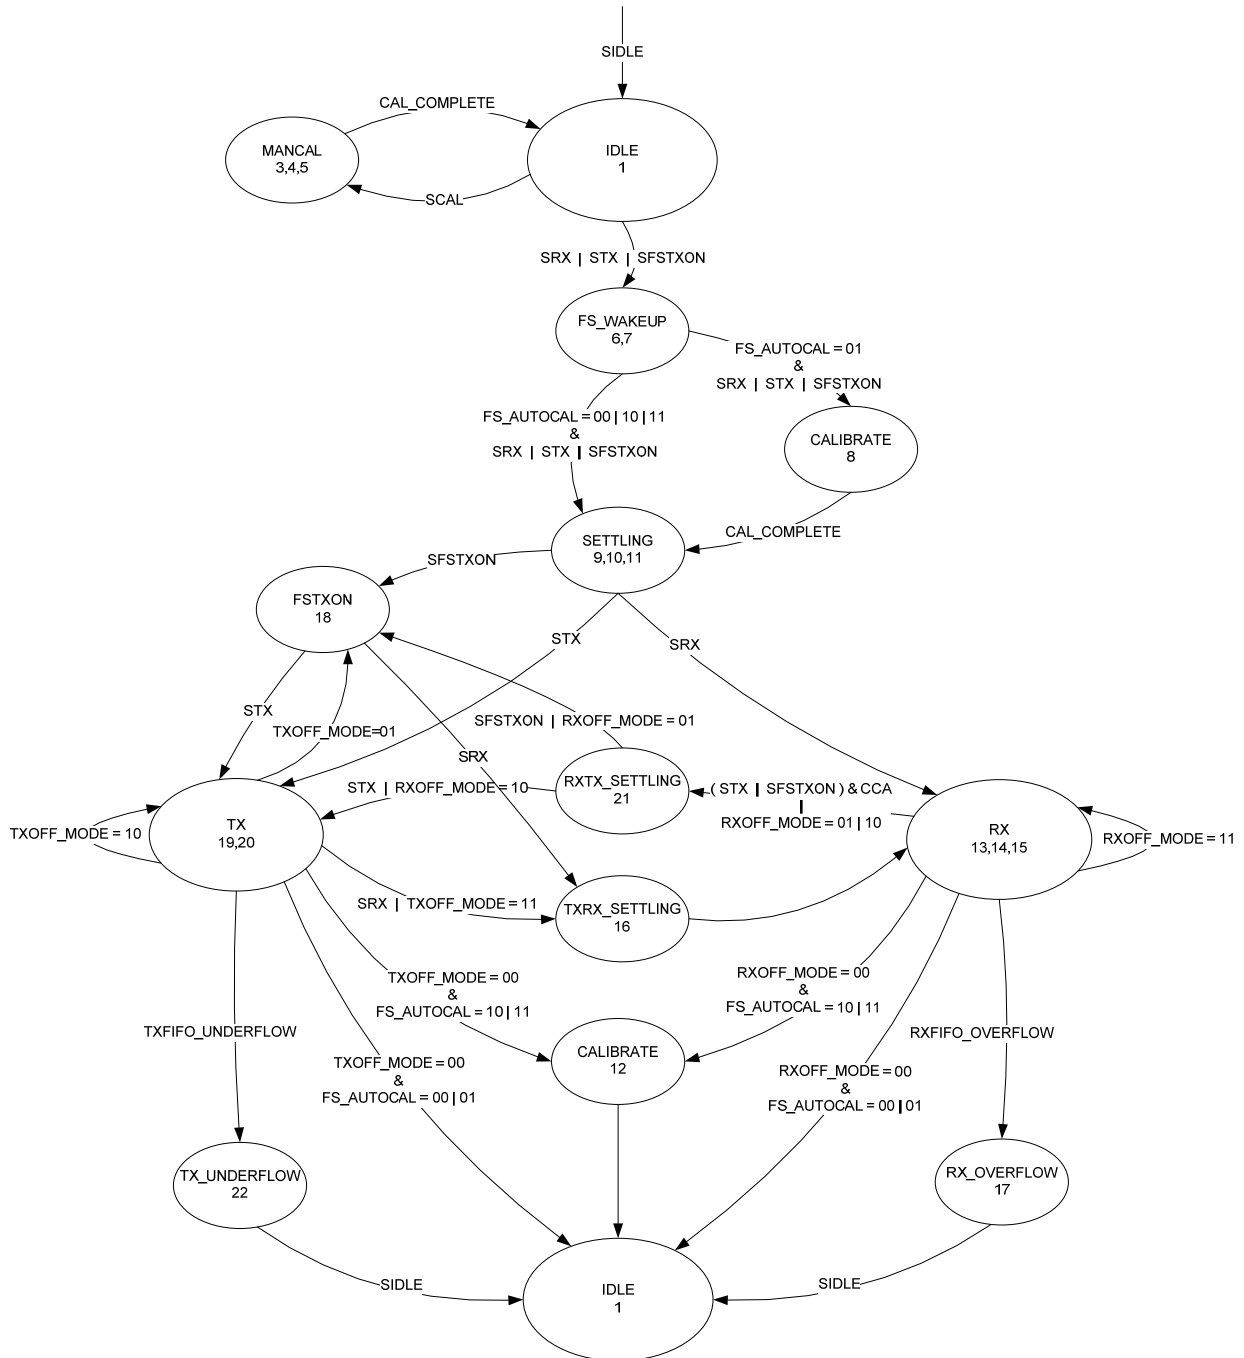 SIDLE
CAL_COMPLETE
MANCAL
3,4,5
IDLE
1
SCAL
SRX | STX | SFSTXON
FS_WAKEUP
6,7
FS_AUTOCAL = 01
&
SRX | STX | SFSTXON
FS_AUTOCAL = 00 | 10 | 11
&
SRX | STX | SFSTXON
CALIBRATE
8
CAL_COMPLETE
SETTLING
9,10,11
SFSTXON
FSTXON
18
STX
SRX
STX
TXOFF_MODE=01
SFSTXON | RXOFF_MODE = 01
SRX
RXTX_SETTLING
21
STX | RXOFF_MODE = 10
( STX | SFSTXON ) & CCA
|
RXOFF_MODE = 01 | 10
TXOFF_MODE = 10
TX
19,20
RX
13,14,15
RXOFF_MODE = 11
SRX | TXOFF_MODE = 11
TXRX_SETTLING
16
TXOFF_MODE = 00
&
FS_AUTOCAL = 10 | 11
RXOFF_MODE = 00
&
FS_AUTOCAL = 10 | 11
TXFIFO_UNDERFLOW
RXFIFO_OVERFLOW
CALIBRATE
12
TXOFF_MODE = 00
&
FS_AUTOCAL = 00 | 01
RXOFF_MODE = 00
&
FS_AUTOCAL = 00 | 01
TX_UNDERFLOW
22
RX_OVERFLOW
17
SIDLE
SIDLE
IDLE
1